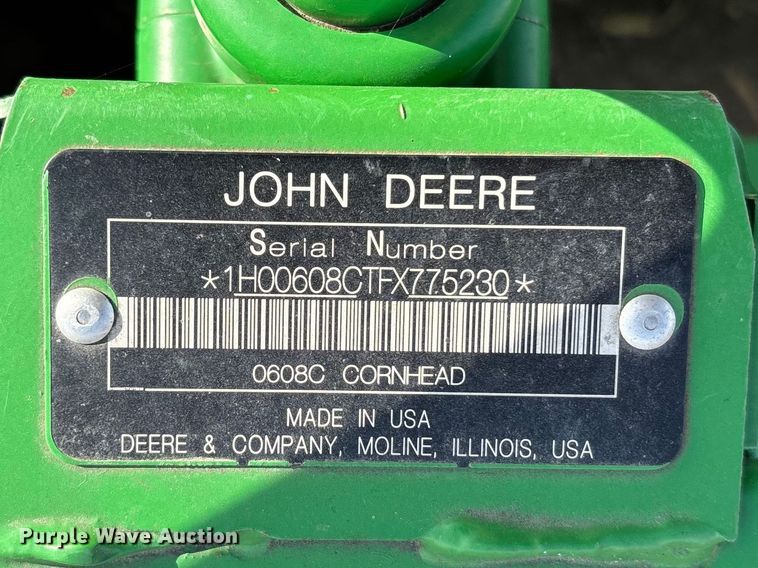 JOHN DEERE
Serial Number
*1H00608CTFX775230*
0608C CORNHEAD
MADE IN USA
DEERE & COMPANY, MOLINE, ILLINOIS, USA
Purple Wave Auction